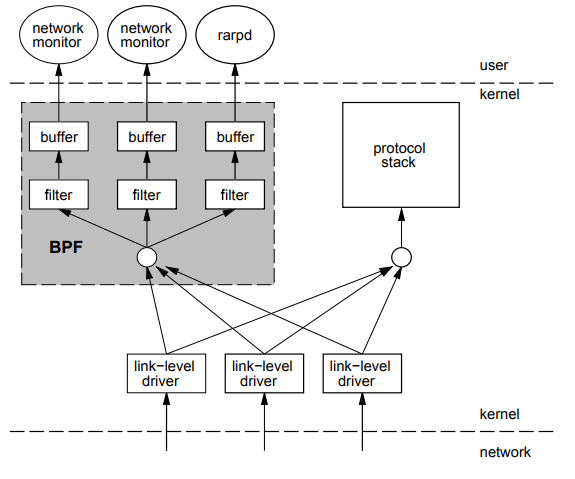 network
monitor
network
monitor
rarpd
user
kernel
buffer
buffer
buffer
protocol
stack
filter
filter
filter
BPF
link-level
driver
link-level
driver
link-level
driver
kernel
network